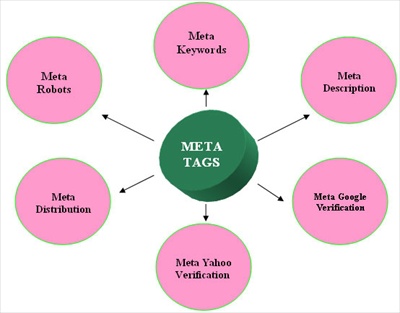 Meta
Keywords
Meta
Robots
Meta
Description
META
TAGS
Meta
Distribution
Meta Google
Verification
Meta Yahoo
Verification